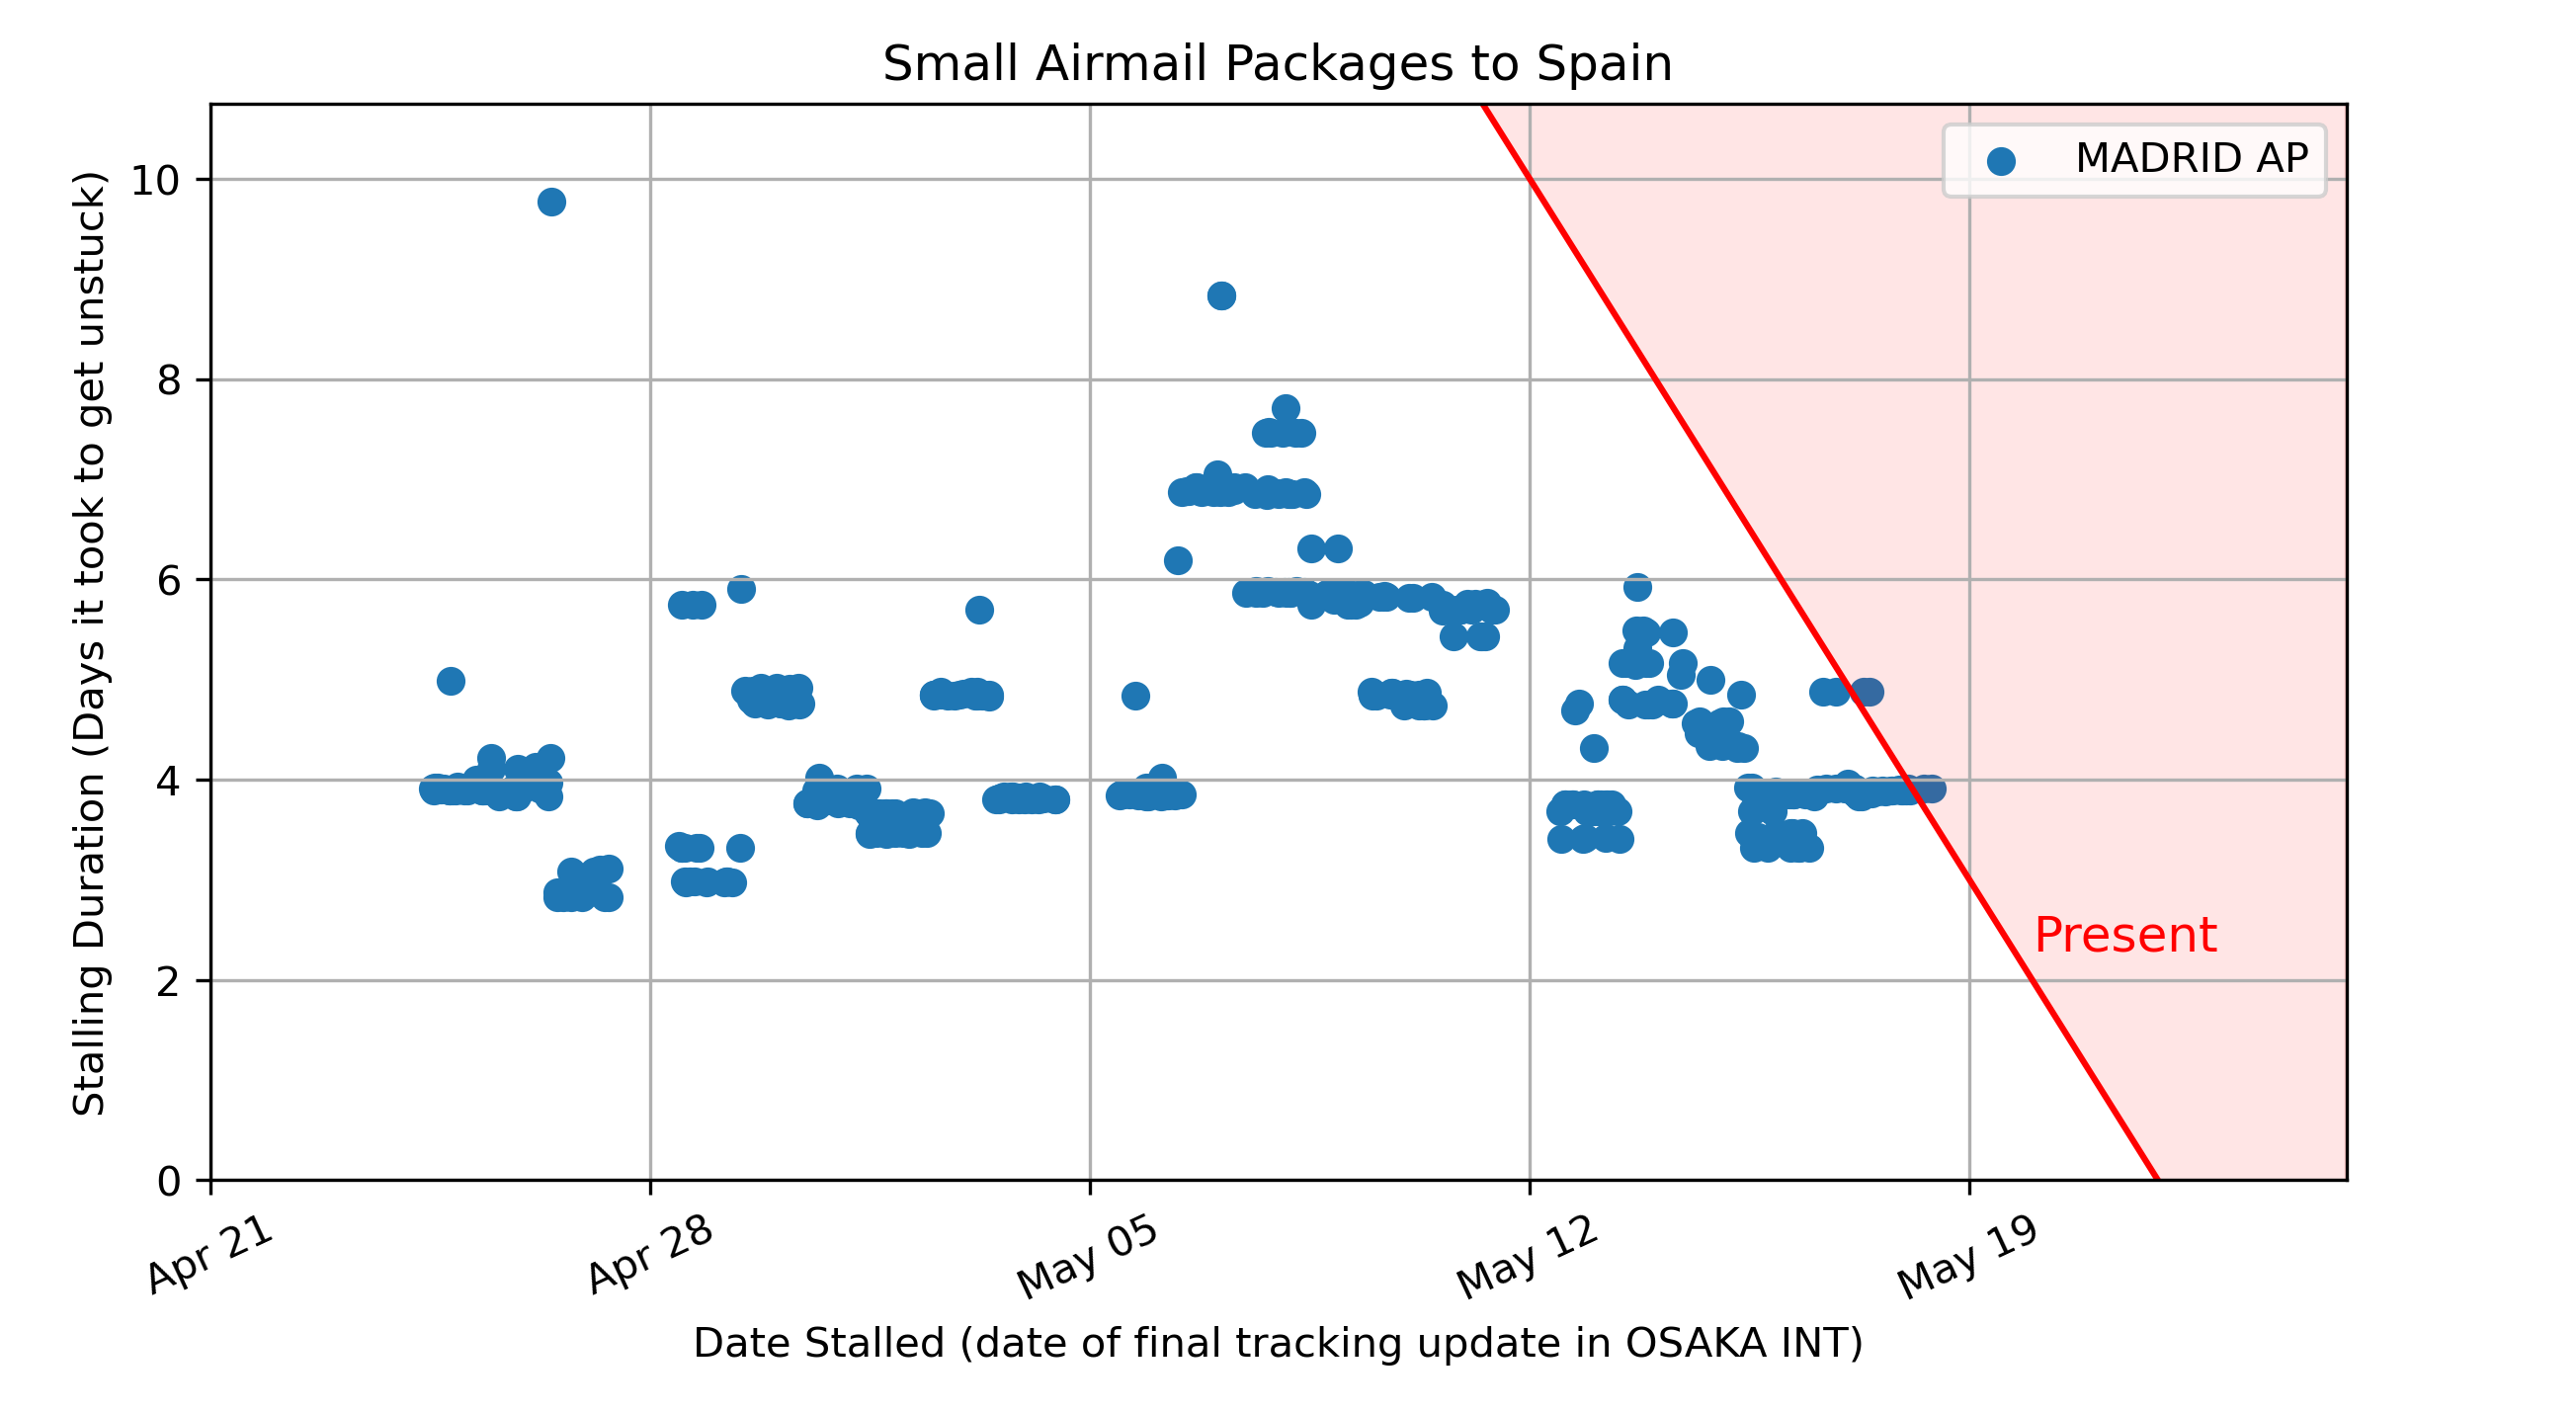 Small Airmail Packages to Spain
MADRID AP
Stalling Duration (Days it took to get unstuck)
10
8
6
4
2
0
Present
Apr 21
Apr 28
May 05
May 12
May 19
Date Stalled (date of final tracking update in OSAKA INT)